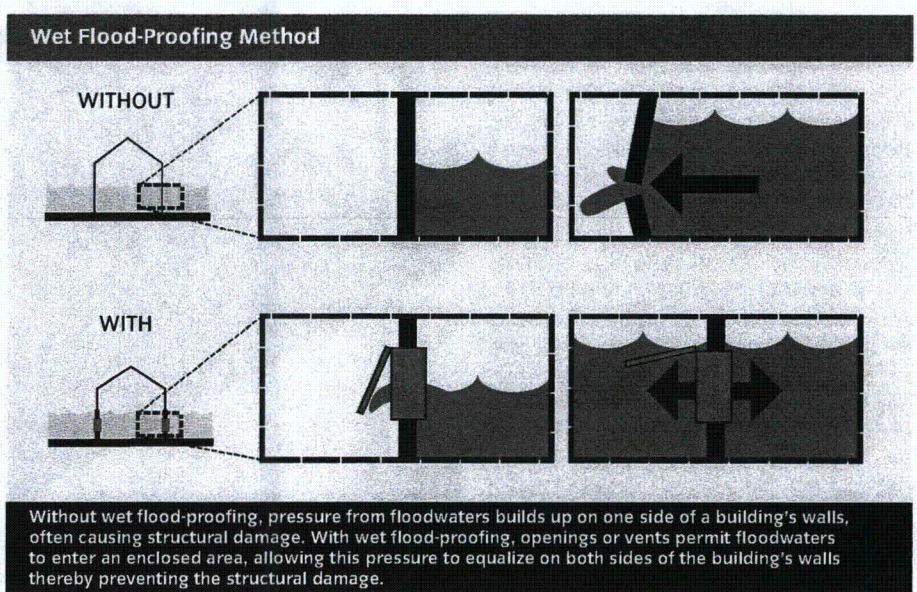 Wet Flood-Proofing Method
WITHOUT
WITH
Without wet flood-proofing, pressure from floodwaters builds up on one side of a building's walls,
often causing structural damage. With wet flood-proofing, openings or vents permit floodwaters
to enter an enclosed area, allowing this pressure to equalize on both sides of the building's walls
thereby preventing the structural damage.